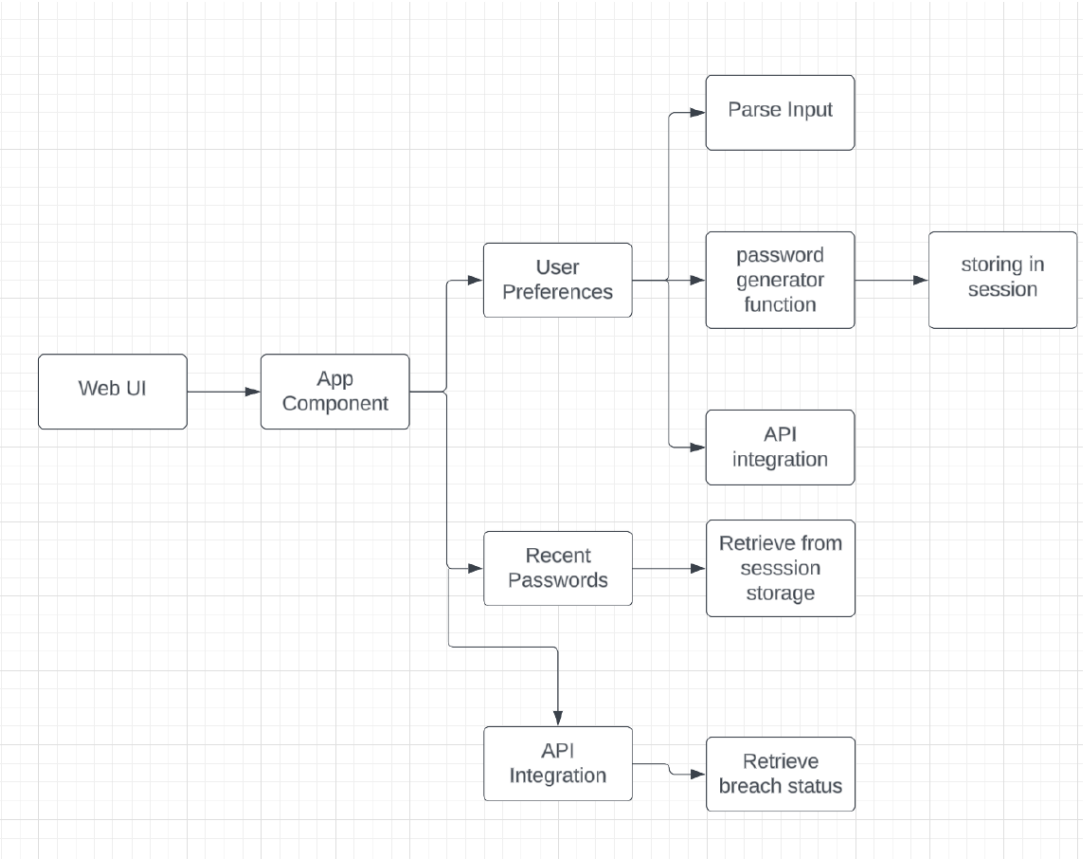 Parse Input
password
generator
function
storing in
session
User
Preferences
Web UI
App
Component
API
integration
Recent
Passwords
Retrieve from
sesssion
storage
API
Integration
Retrieve
breach status